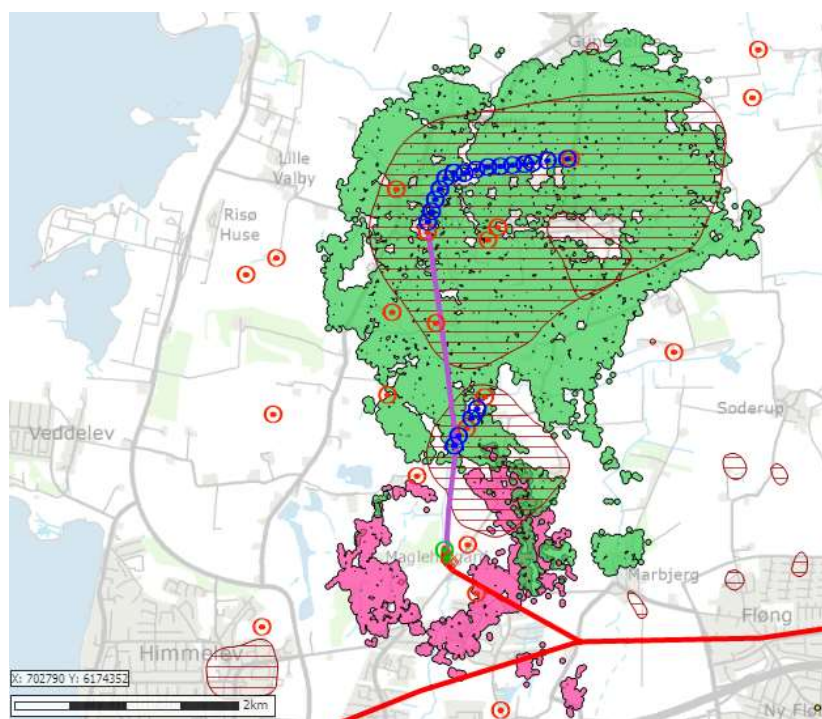 Lille
Valby
Risø
Huse
Veddelev
Soderup
Marbjerg
Fløng
Himmelev
X: 702790 Y: 6174352
2km